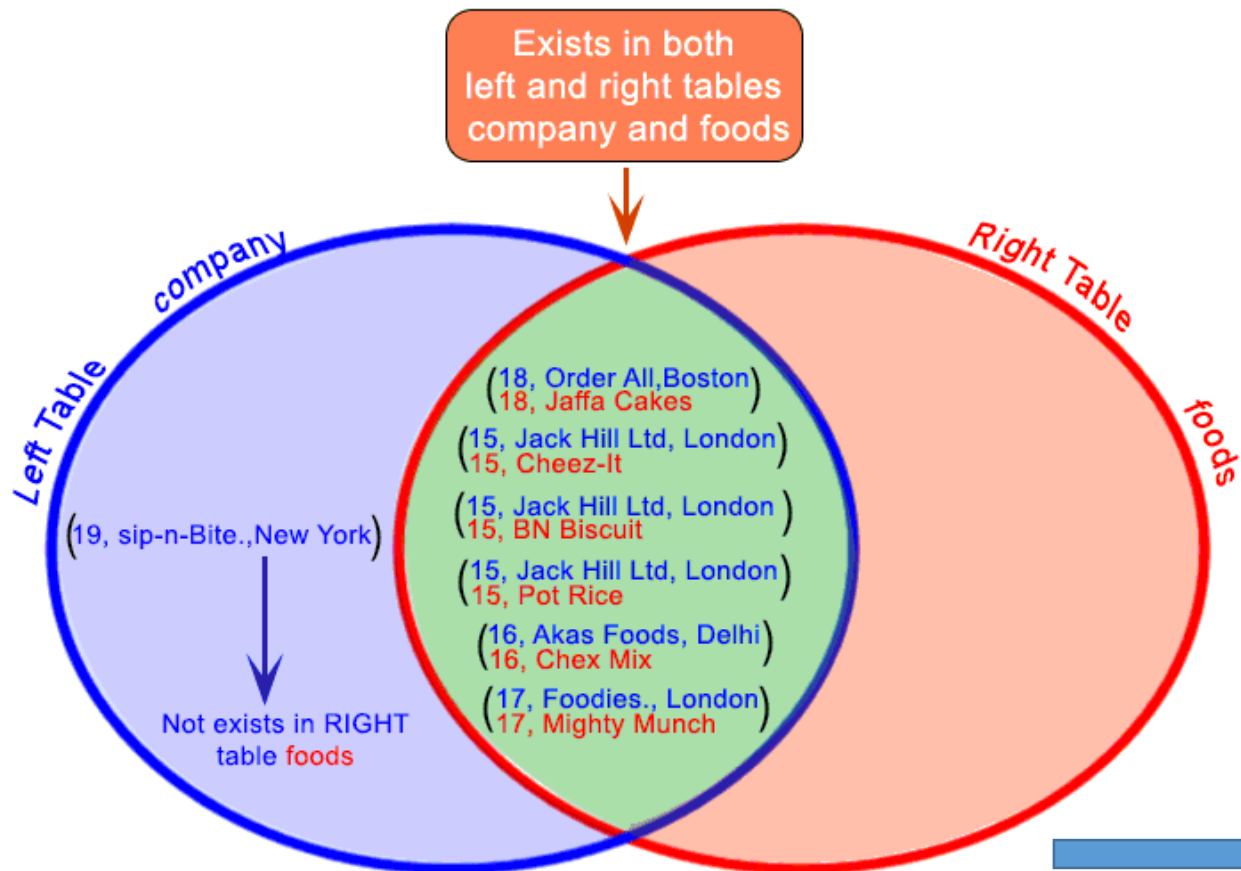 Exists in both
left and right tables
company and foods
Left Table company
Right Table foods
(18, Order All,Boston)
18, Jaffa Cakes
(15, Jack Hill Ltd, London)
15, Cheez-It
(15, Jack Hill Ltd, London)
15, BN Biscuit
(15, Jack Hill Ltd, London)
15, Pot Rice
(16, Akas Foods, Delhi)
16, Chex Mix
(17, Foodies., London)
17, Mighty Munch
(19, sip-n-Bite.,New York)
Not exists in RIGHT
table foods